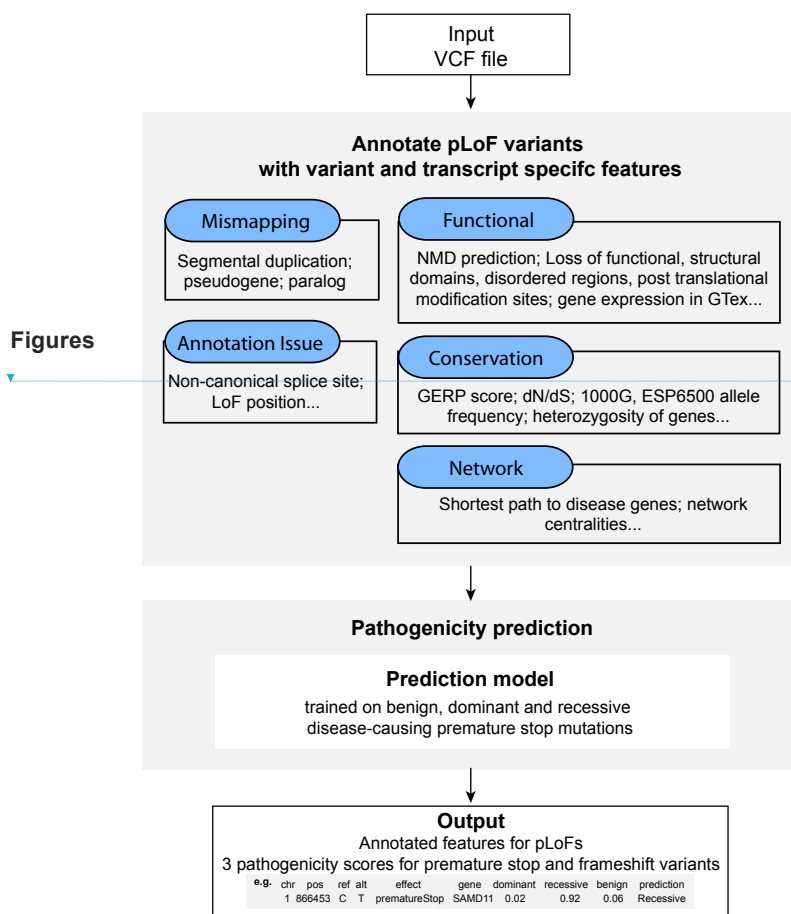 Input
VCF file
Annotate pLoF variants
with variant and transcript specifc features
Mismapping
Segmental duplication;
pseudogene; paralog
Functional
NMD prediction; Loss of functional, structural
domains, disordered regions, post translational
modification sites; gene expression in GTex...
Figures
Annotation Issue
Non-canonical splice site;
LoF position...
Conservation
GERP score; dN/dS; 1000G, ESP6500 allele
frequency; heterozygosity of genes...
Network
Shortest path to disease genes; network
centralities...
Pathogenicity prediction
Prediction model
trained on benign, dominant and recessive
disease-causing premature stop mutations
Output
Annotated features for pLoFs
3 pathogenicity scores for premature stop and frameshift variants
e.g. chr pos ref alt effect gene dominant recessive benign prediction
1 866453 C T prematureStop SAMD11 0.02 0.92 0.06 Recessive